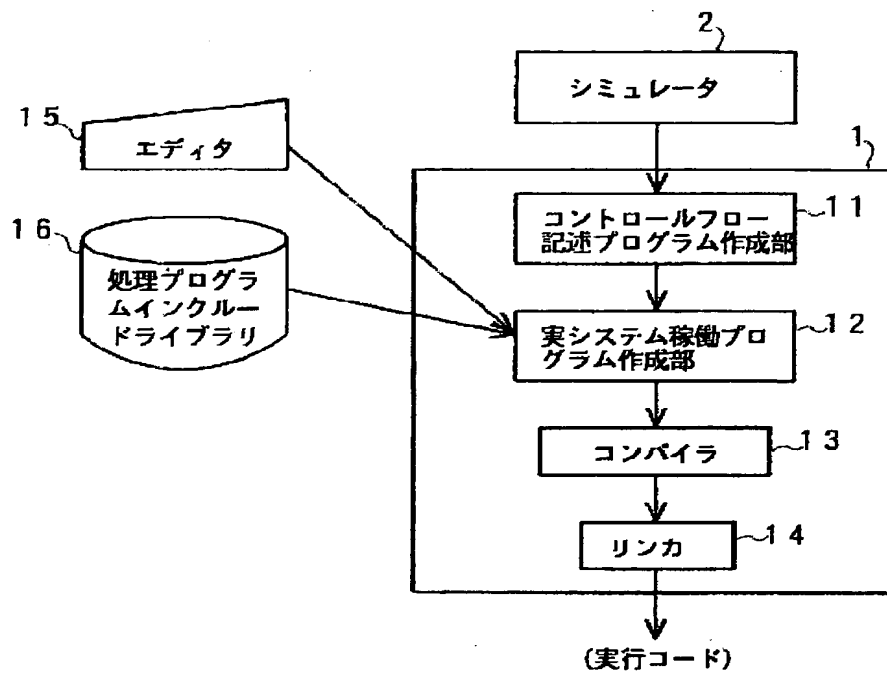 2
シミュレータ
15
エディタ
1
16
処理プログラ
ムインクルー
ドライブラリ
コントロールフロー
記述プログラム作成部
11
実システム稼働プロ
グラム作成部
12
コンパイラ
13
リンカ
14
(実行コード)